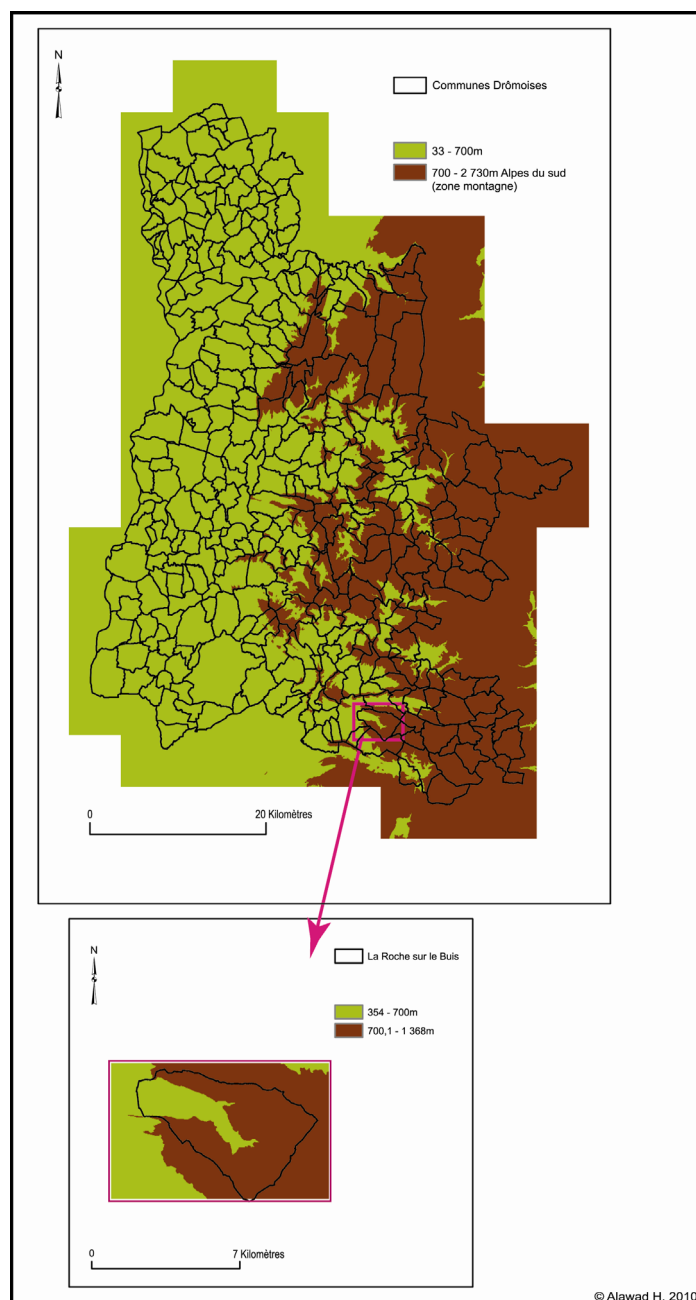 N
Communes Drômoises
33 - 700m
700 - 2 730m Alpes du sud
(zone montagne)
0
20 Kilomètres
N
La Roche sur le Buis
354 - 700m
700,1 - 1 368m
0
7 Kilomètres
© Alawad H, 2010